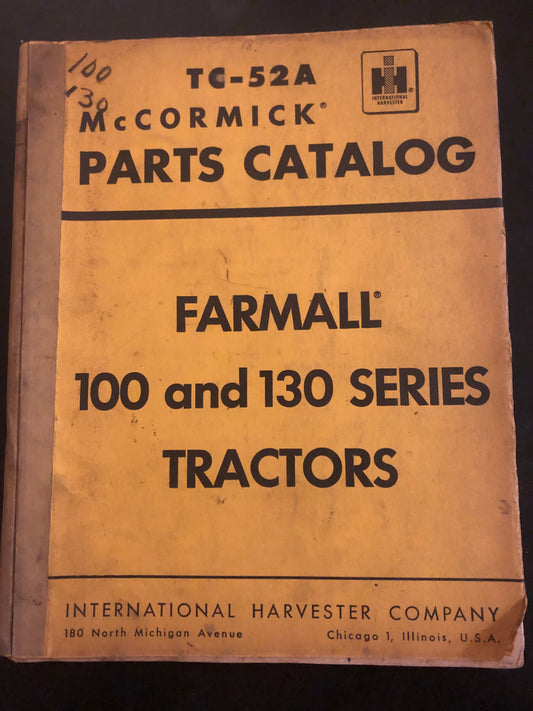 100
130
TC-52A
IH
INTERNATIONAL
HARVESTER
®
McCORMICK®
PARTS CATALOG
FARMALL®
100 and 130 SERIES
TRACTORS
INTERNATIONAL HARVESTER COMPANY
180 North Michigan Avenue Chicago 1, Illinois, U.S.A.